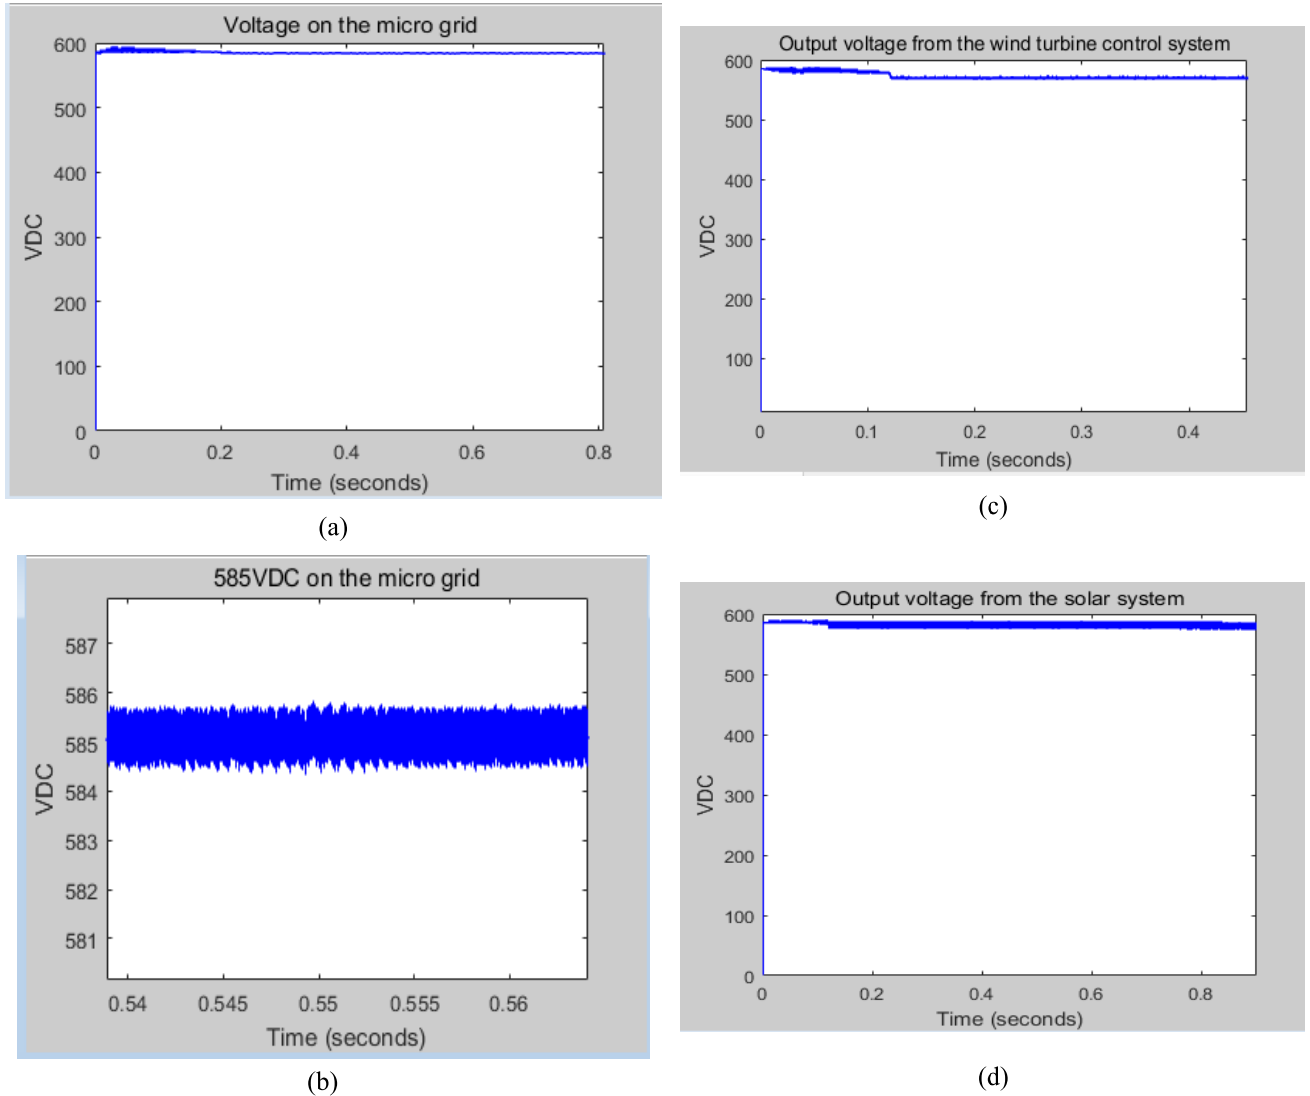 Voltage on the micro grid
600
500
400
300
200
100
0
VDC
0 0.2 0.4 0.6 0.8
Time (seconds)
(a)
Output voltage from the wind turbine control system
600
500
400
300
200
100
VDC
0 0.1 0.2 0.3 0.4
Time (seconds)
(c)
585VDC on the micro grid
587
586
585
584
583
582
581
VDC
0.54 0.545 0.55 0.555 0.56
Time (seconds)
(b)
Output voltage from the solar system
600
500
400
300
200
100
0
VDC
0 0.2 0.4 0.6 0.8
Time (seconds)
(d)